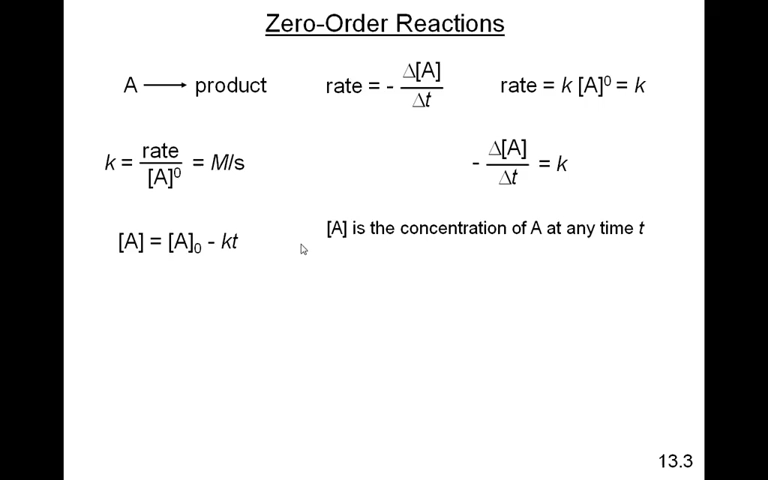 Zero-Order Reactions
A ⟶ product
rate = - Δ[A]/Δt
rate = k [A]⁰ = k
k = rate/[A]⁰ = M/s
- Δ[A]/Δt = k
[A] = [A]₀ - kt
[A] is the concentration of A at any time t
13.3